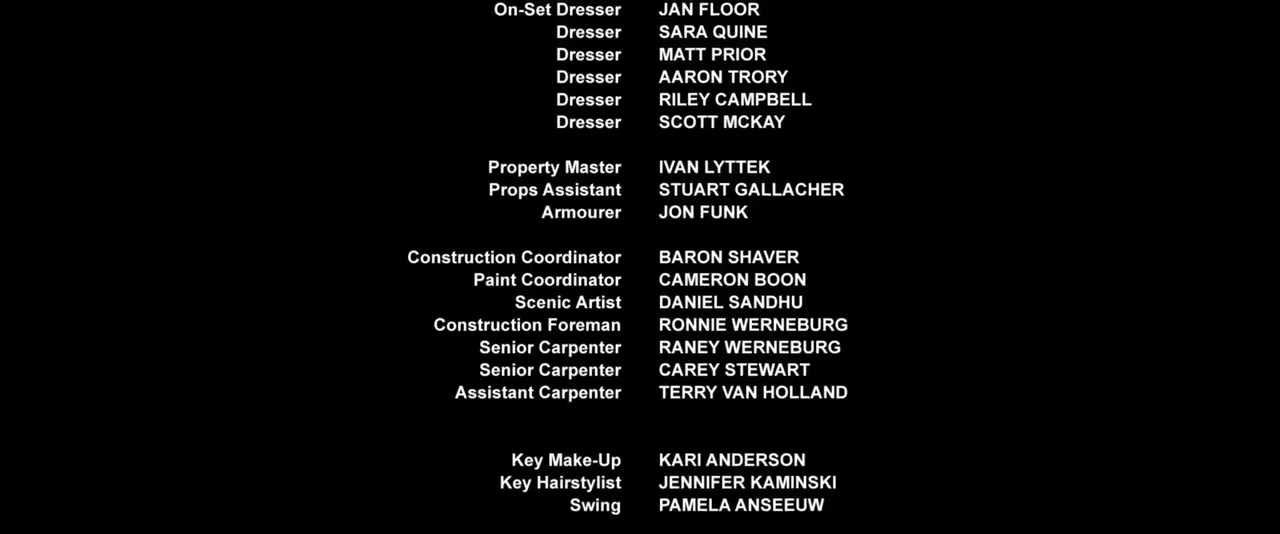 On-Set Dresser JAN FLOOR
Dresser SARA QUINE
Dresser MATT PRIOR
Dresser AARON TRORY
Dresser RILEY CAMPBELL
Dresser SCOTT MCKAY
Property Master IVAN LYTTEK
Props Assistant STUART GALLACHER
Armourer JON FUNK
Construction Coordinator BARON SHAVER
Paint Coordinator CAMERON BOON
Scenic Artist DANIEL SANDHU
Construction Foreman RONNIE WERNEBURG
Senior Carpenter RANEY WERNEBURG
Senior Carpenter CAREY STEWART
Assistant Carpenter TERRY VAN HOLLAND
Key Make-Up KARI ANDERSON
Key Hairstylist JENNIFER KAMINSKI
Swing PAMELA ANSEEUW